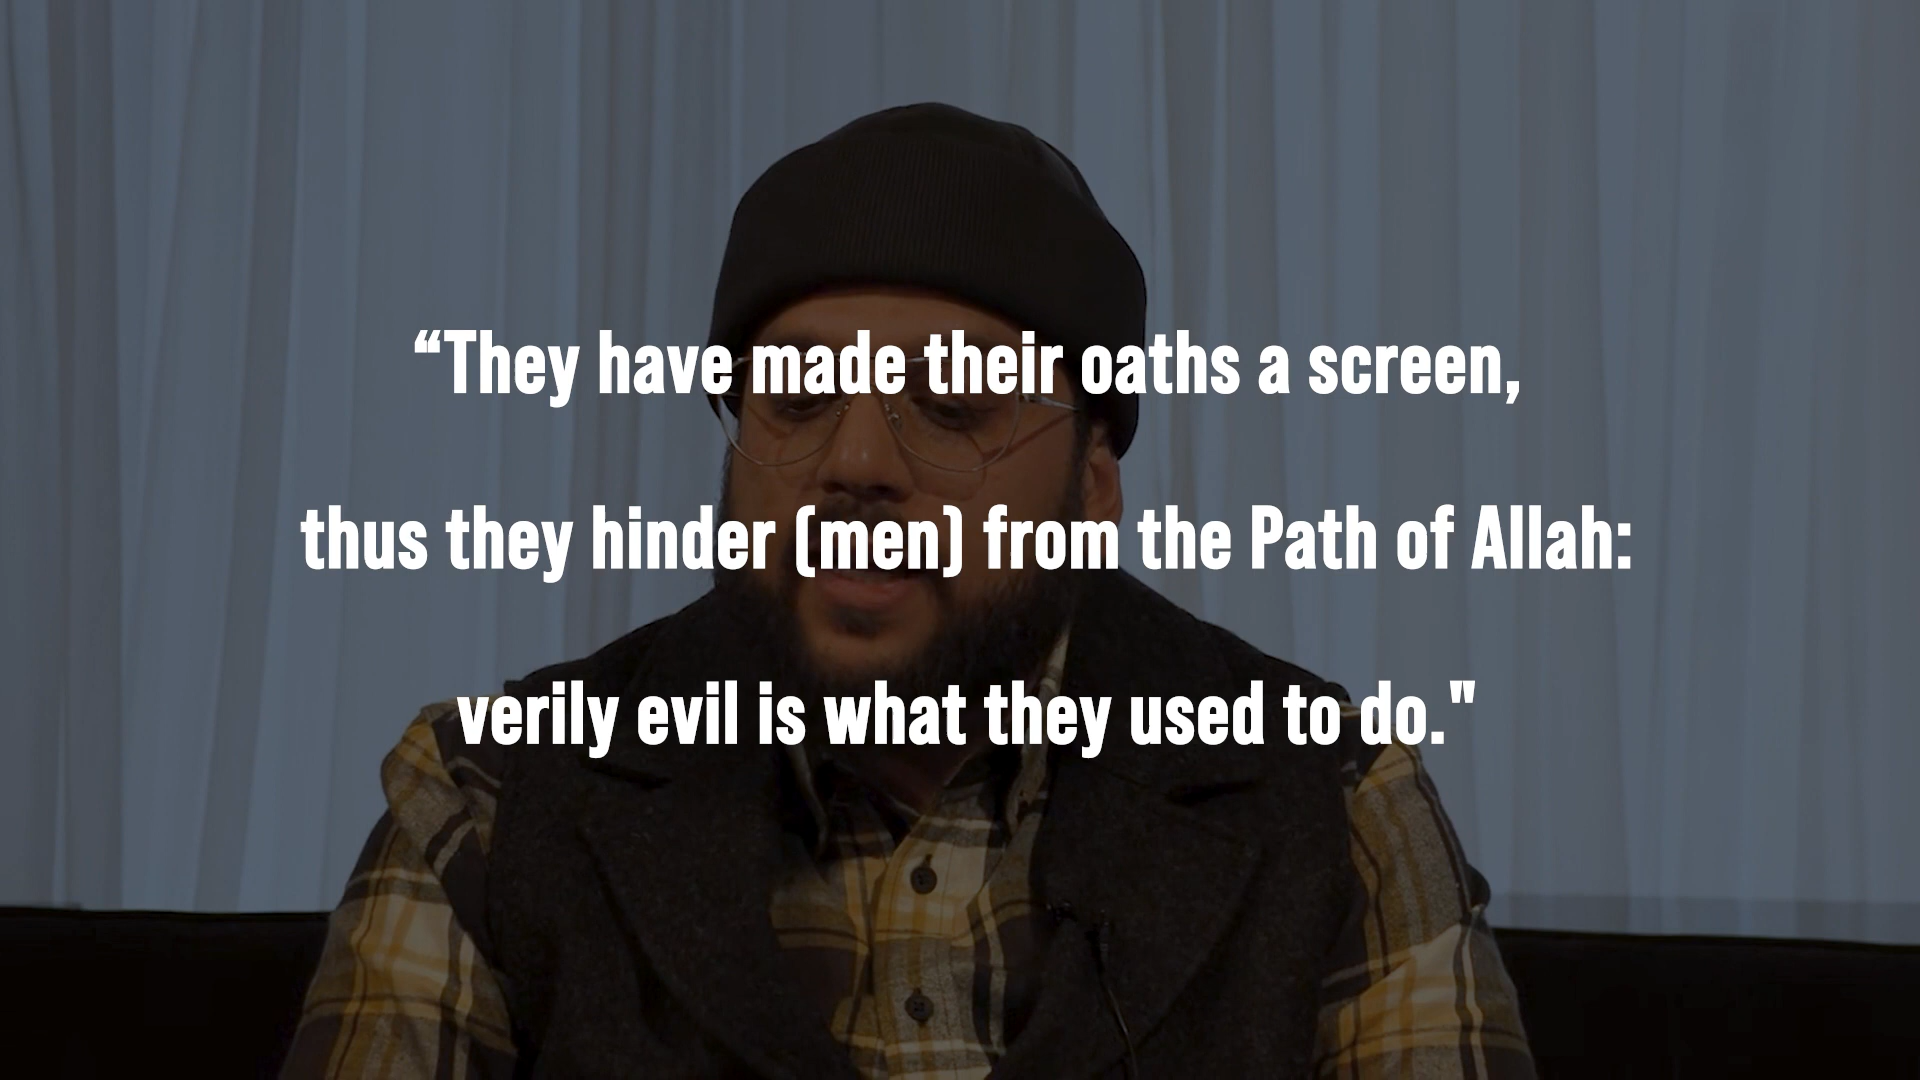 “They have made their oaths a screen,
thus they hinder (men) from the Path of Allah:
verily evil is what they used to do."